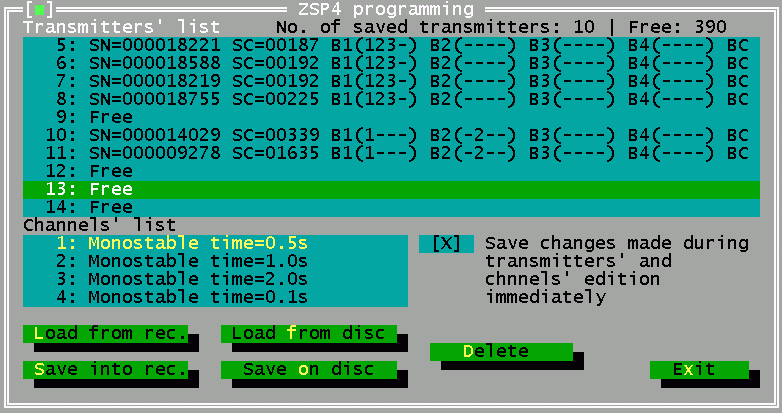 [■] ZSP4 programming
Transmitters' list No. of saved transmitters: 10 | Free: 390
5: SN=000018221 SC=00187 B1(123-) B2(----) B3(----) B4(----) BC
6: SN=000018588 SC=00192 B1(123-) B2(----) B3(----) B4(----) BC
7: SN=000018219 SC=00192 B1(123-) B2(----) B3(----) B4(----) BC
8: SN=000018755 SC=00225 B1(123-) B2(----) B3(----) B4(----) BC
9: Free
10: SN=000014029 SC=00339 B1(1---) B2(-2--) B3(----) B4(----) BC
11: SN=000009278 SC=01635 B1(1---) B2(-2--) B3(----) B4(----) BC
12: Free
13: Free
14: Free
Channels' list
1: Monostable time=0.5s
2: Monostable time=1.0s
3: Monostable time=2.0s
4: Monostable time=0.1s
[X] Save changes made during
transmitters' and
chnnels' edition
immediately
Load from rec. Load from disc
Delete
Save into rec. Save on disc Exit